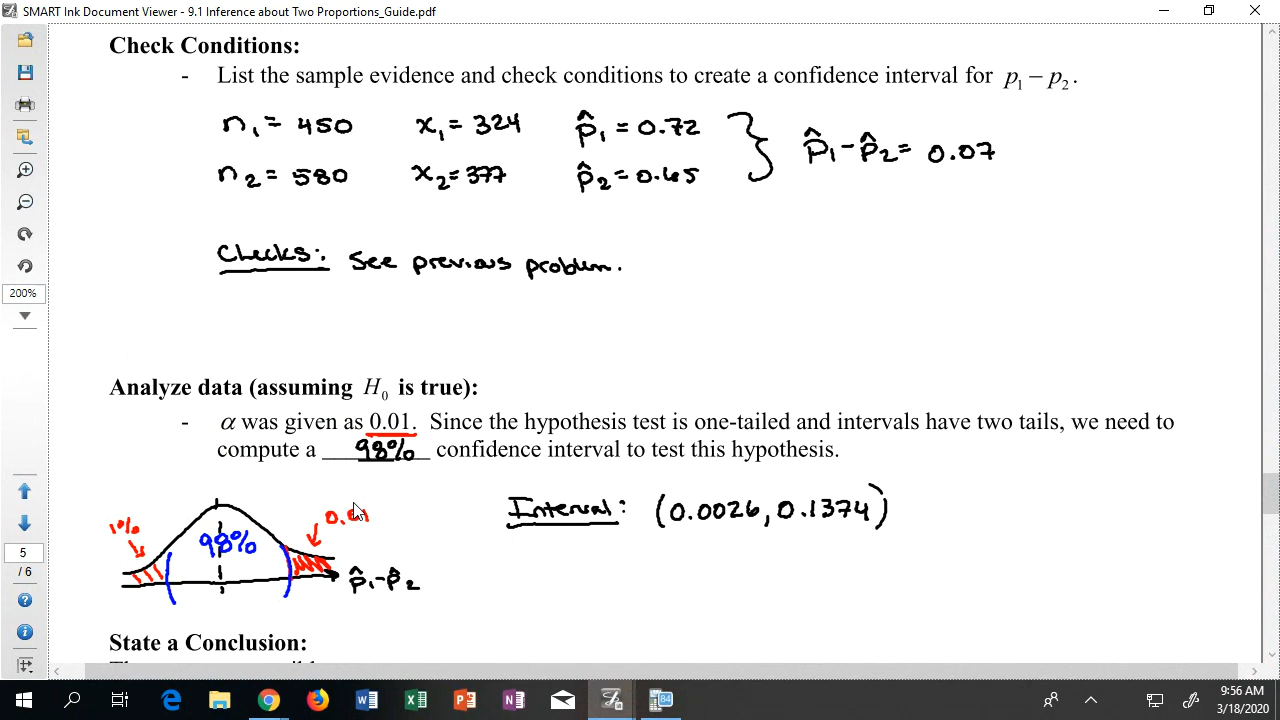 SMART Ink Document Viewer - 9.1 Inference about Two Proportions_Guide.pdf
Check Conditions:
- List the sample evidence and check conditions to create a confidence interval for p₁ − p₂.
n₁ = 450 x₁ = 324 p̂₁ = 0.72
p̂₁ − p̂₂ = 0.07
n₂ = 580 x₂ = 377 p̂₂ = 0.65
Checks: See previous problem.
200%
Analyze data (assuming H₀ is true):
- α was given as 0.01. Since the hypothesis test is one-tailed and intervals have two tails, we need to
compute a 98% confidence interval to test this hypothesis.
Interval: (0.0026, 0.1374)
1% 0.01
98%
p̂₁-p̂₂
5
/ 6
State a Conclusion:
9:56 AM
3/18/2020